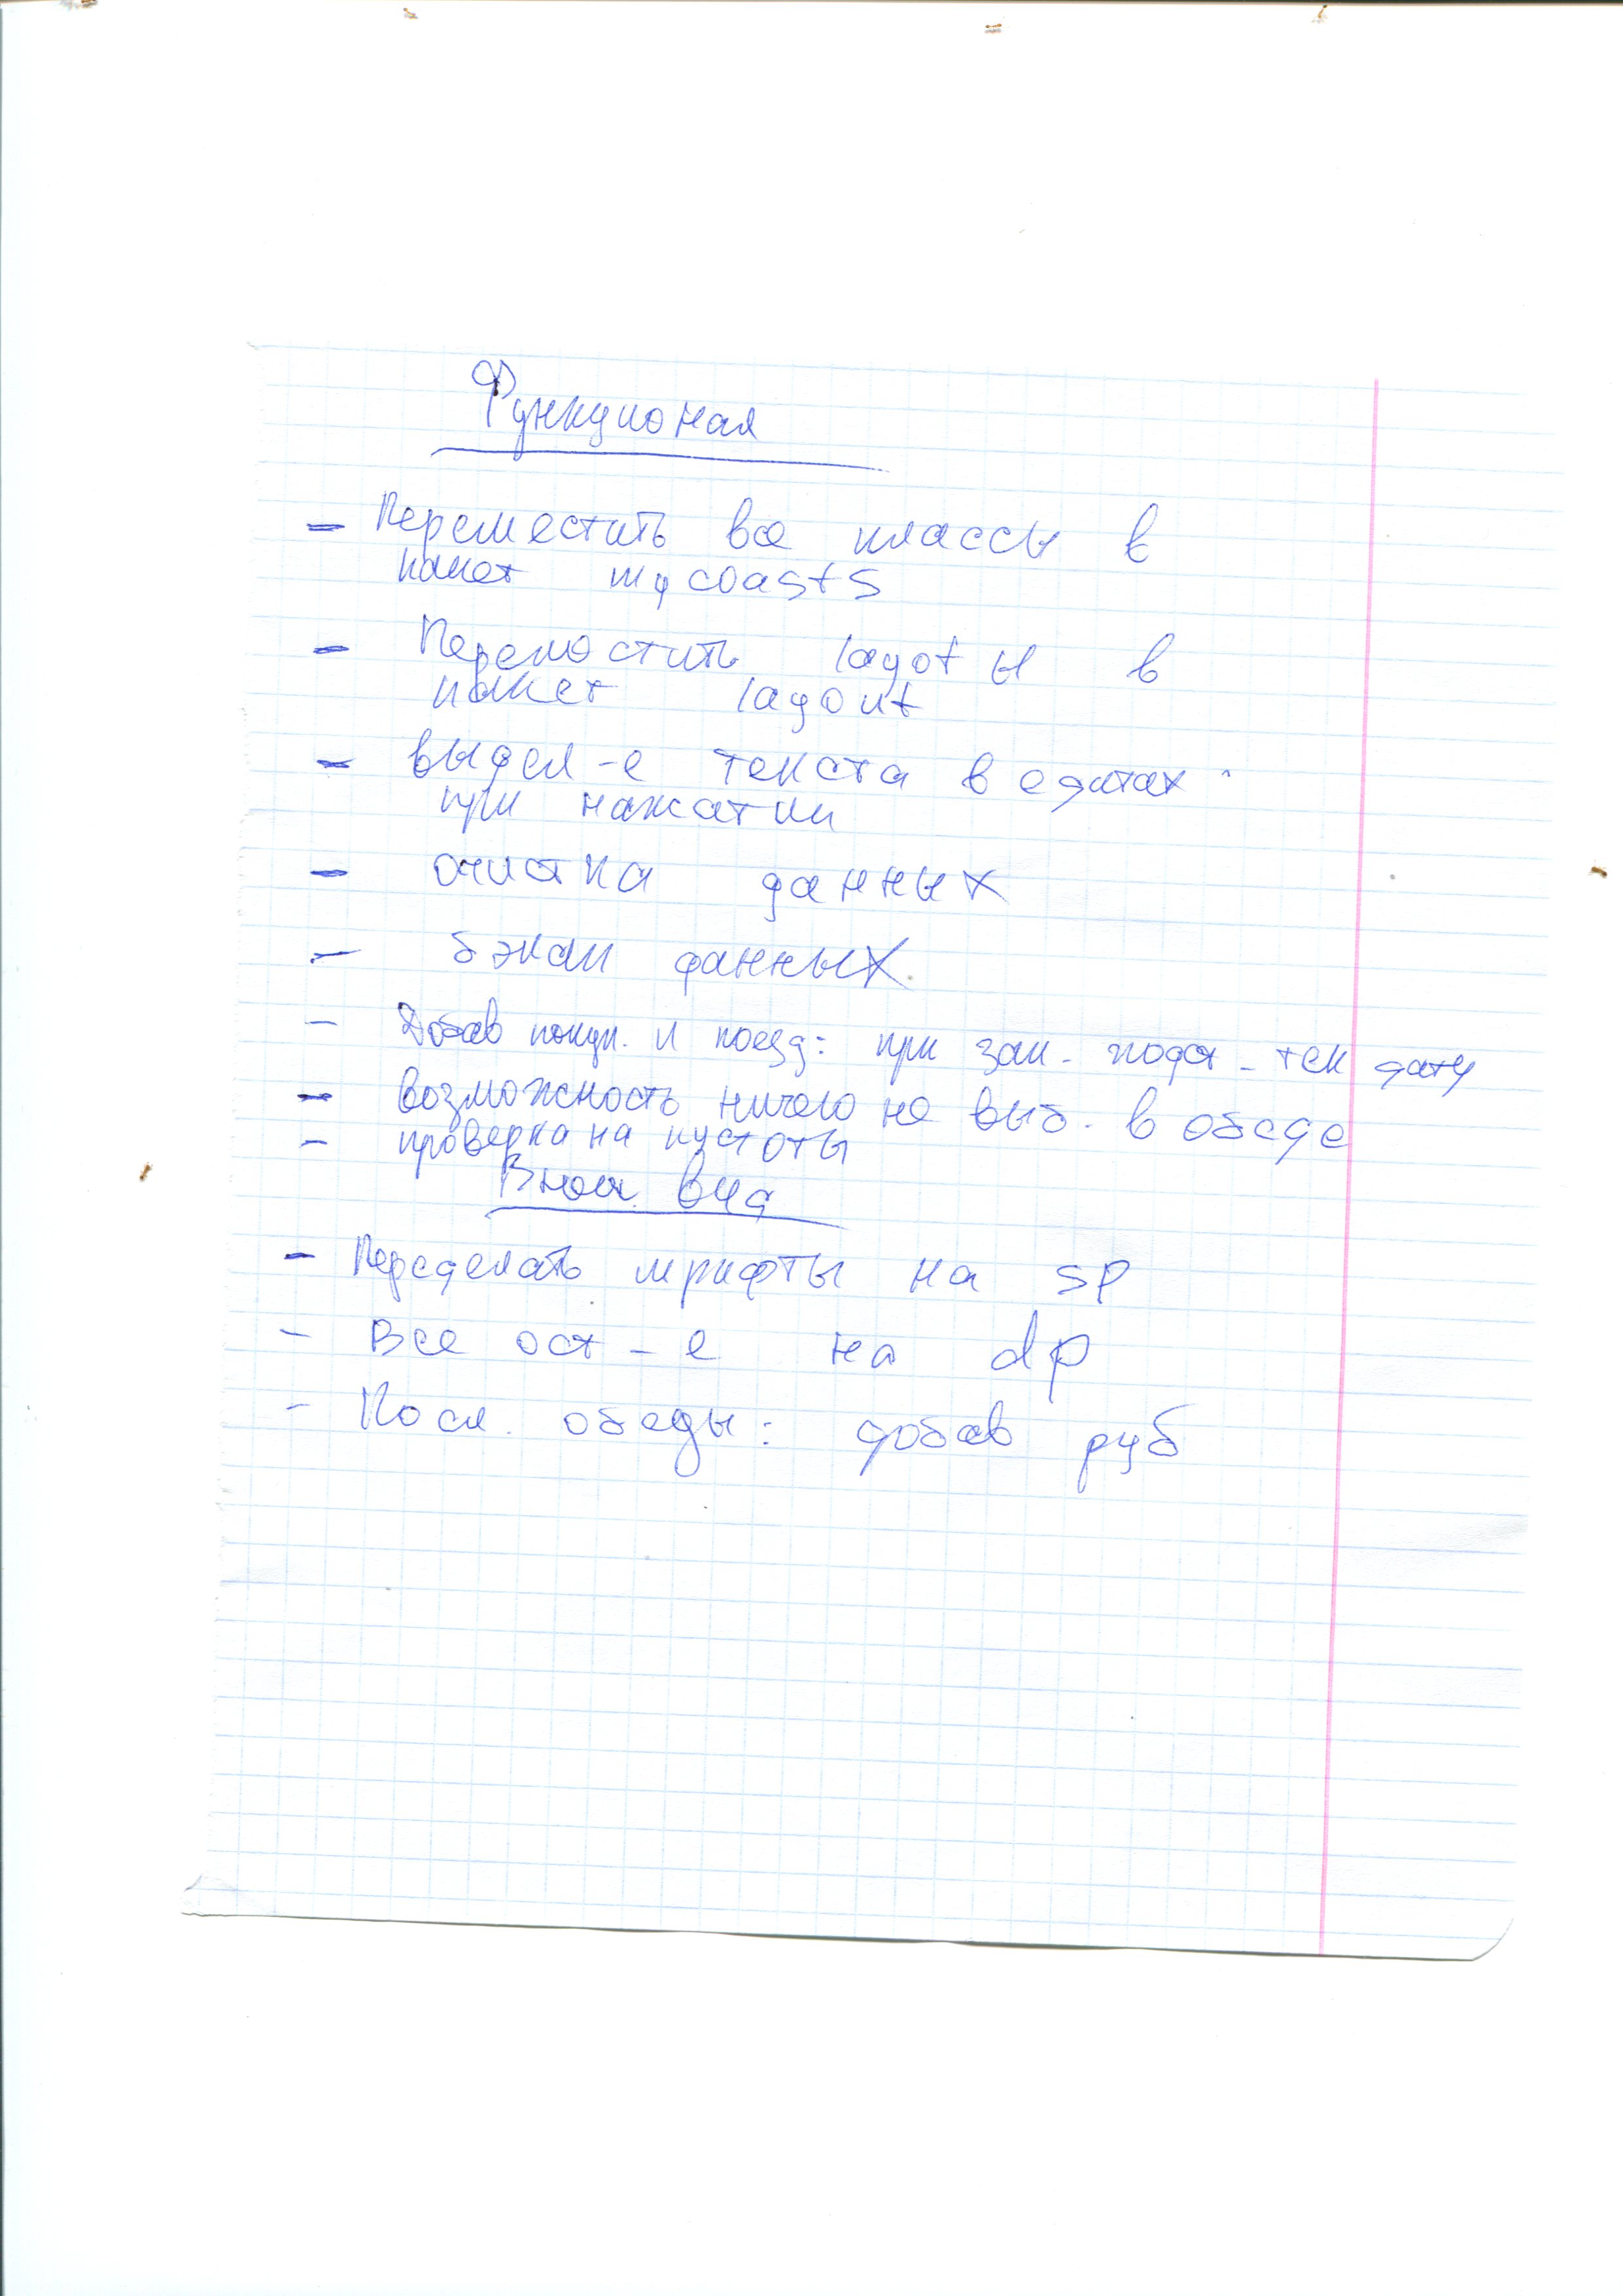 Функционал
- Переместить все классы в
пакет mycoasts
- Переместить layotы в
пакет layout
- выдел-е текста в едитах
при нажатии
- очистка данных
- бэкап данных
- Добав покуп. и поезд: при зап. подст. тек дату
- возможность ничего не выб. в обеде
- проверка на пустоты
Внеш. вид
- Переделать шрифты на sp
- Все ост-е на dp
- Посл. обеды: добав руб